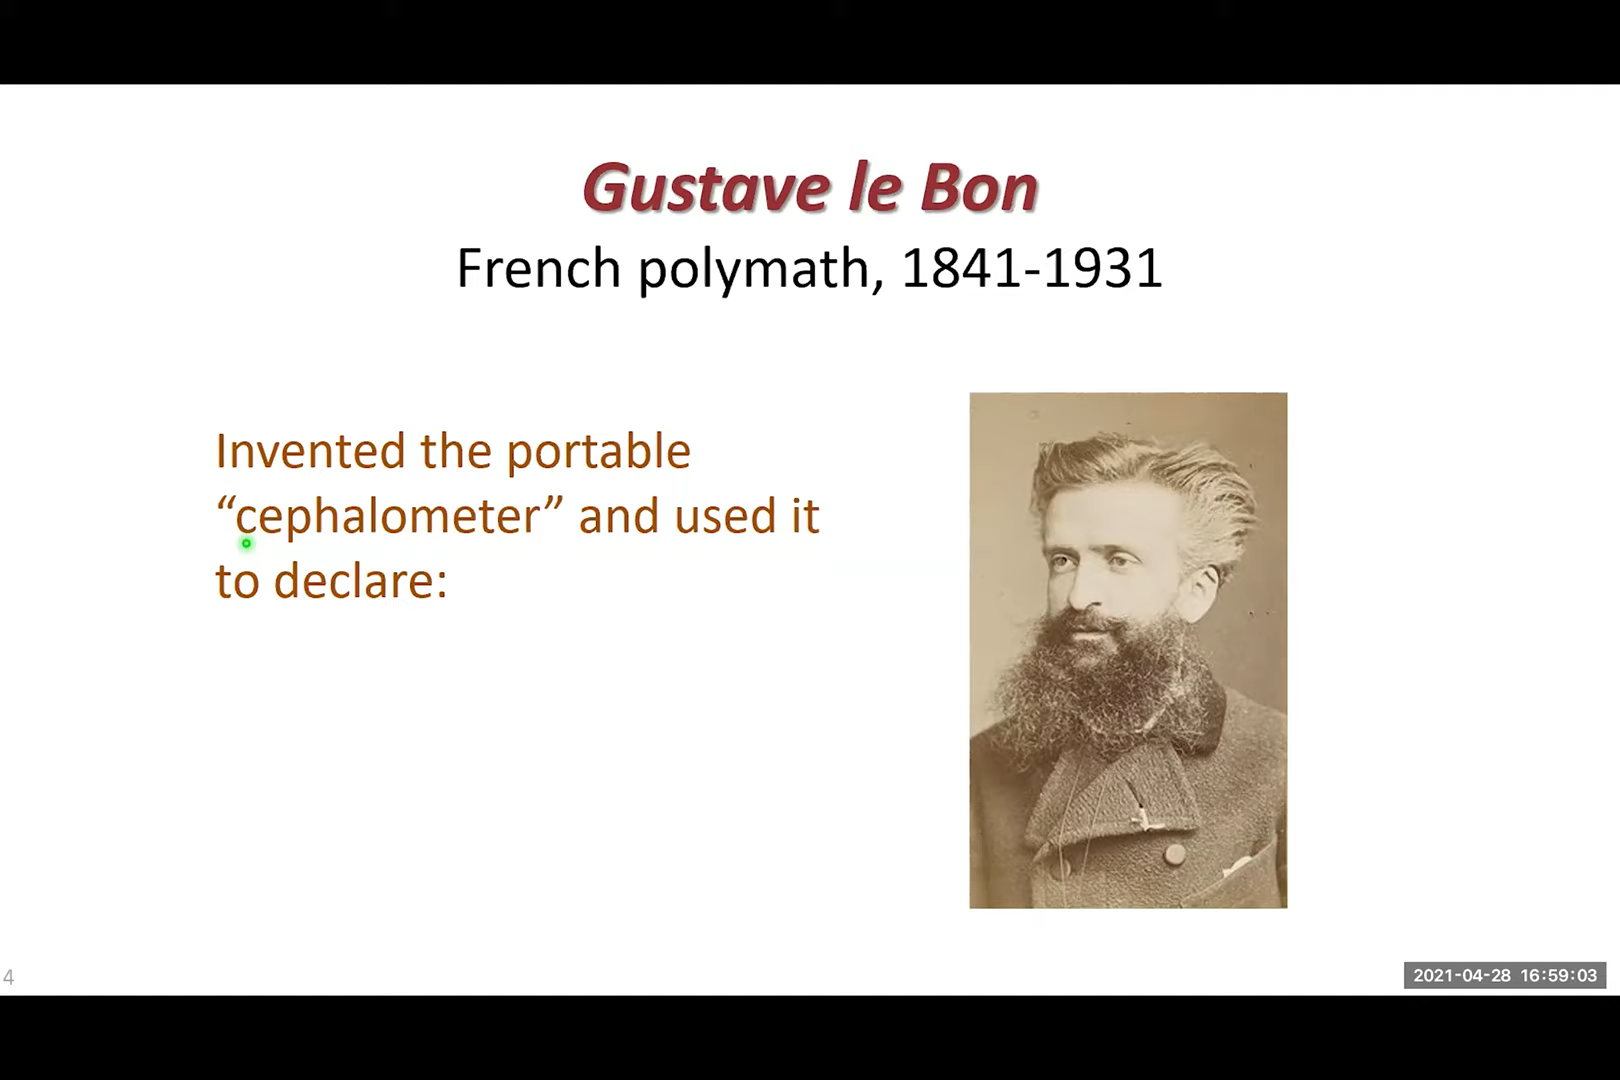 Gustave le Bon
French polymath, 1841-1931
Invented the portable
“cephalometer” and used it
to declare:
4
2021-04-28 16:59:03